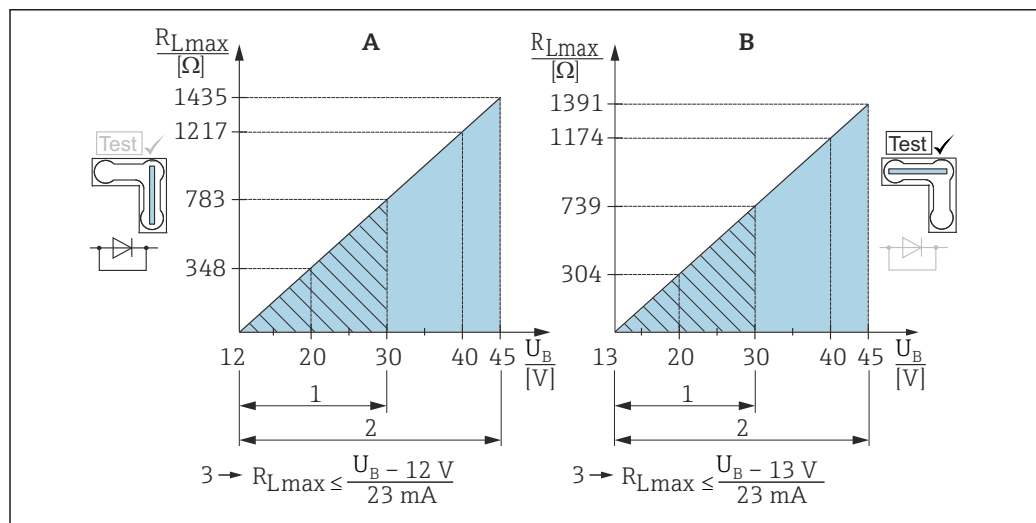 A
R_Lmax
[Ω]
1435
1217
783
348
Test
12 20 30 40 45 U_B
[V]
1
2
3 → R_Lmax ≤ U_B – 12 V
23 mA
B
R_Lmax
[Ω]
1391
1174
739
304
Test
13 20 30 40 45 U_B
[V]
1
2
3 → R_Lmax ≤ U_B – 13 V
23 mA